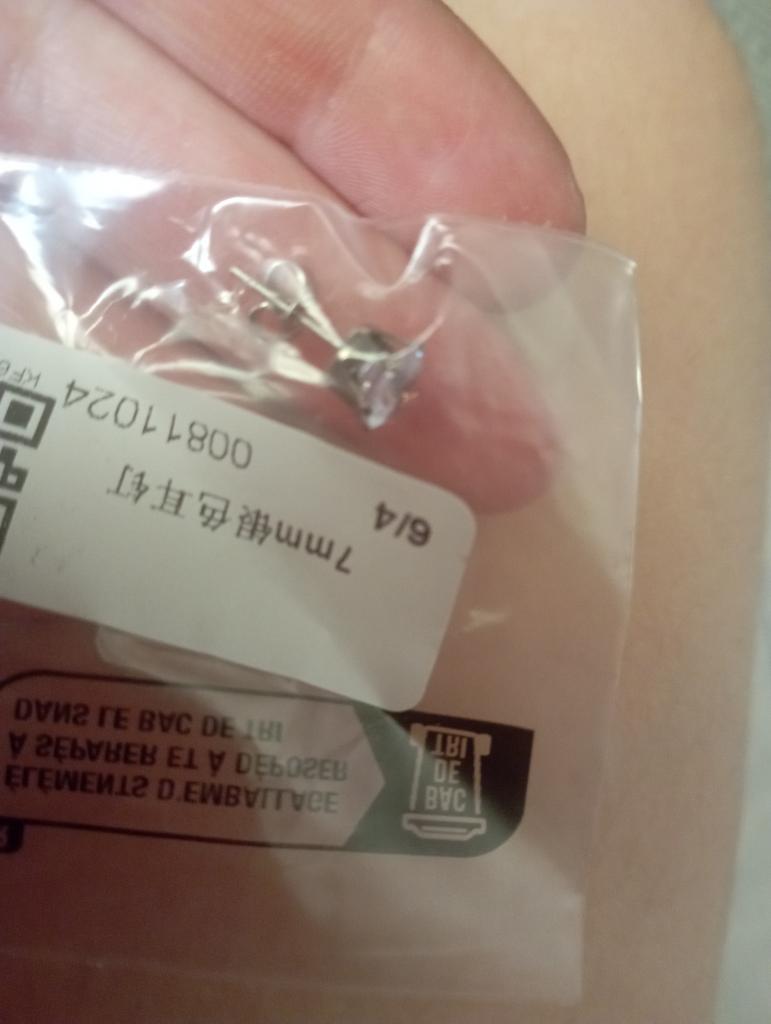 6/4
7mm银色耳钉
00811024
ÉLÉMENTS D'EMBALLAGE
À SÉPARER ET À DÉPOSER
DANS LE BAC DE TRI
BAC
DE
TRI